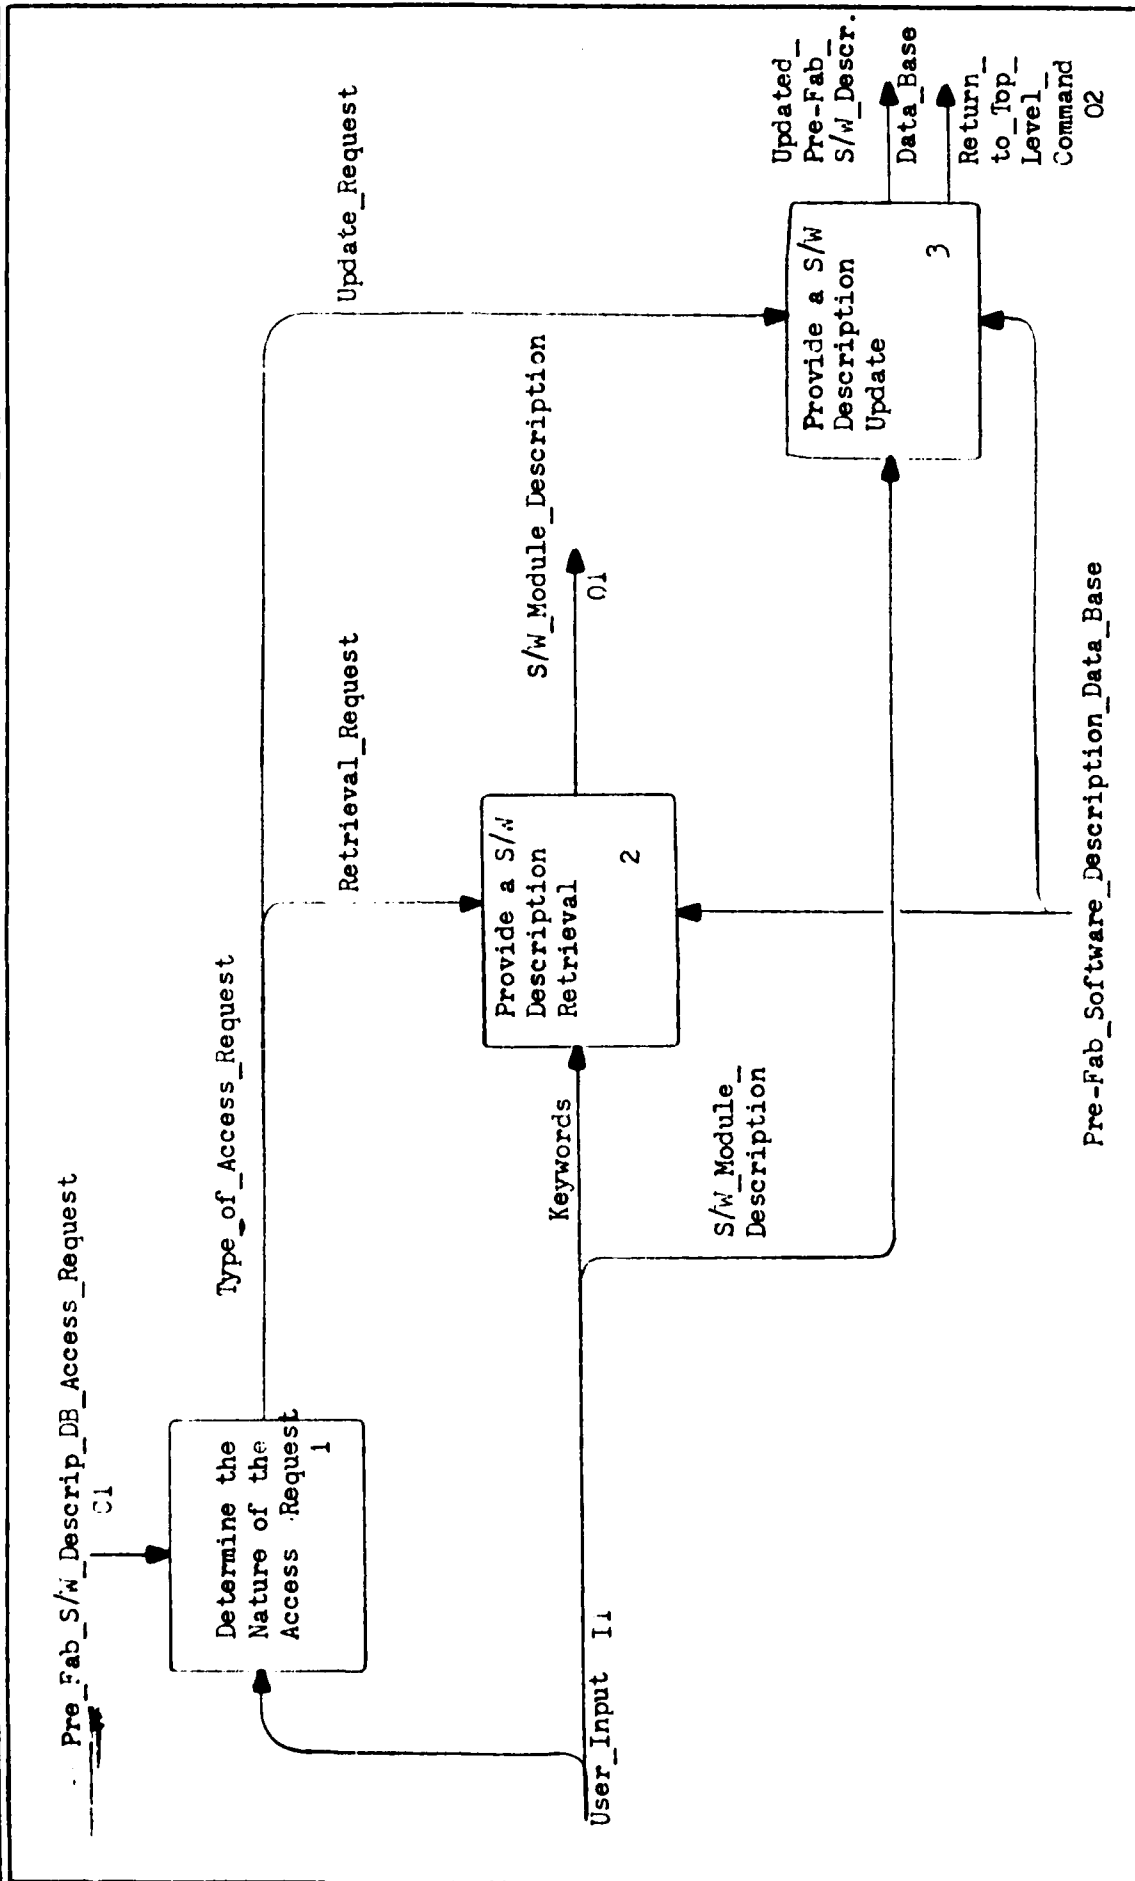 Pre_Fab_S/W_Descrip_DB_Access_Request
C1
Determine the
Nature of the
Access Request
1
Type_of_Access_Request
Update_Request
Retrieval_Request
User_Input I1
Keywords
Provide a S/W
Description
Retrieval
2
S/W_Module_Description
O1
S/W_Module_
Description
Provide a S/W
Description
Update
3
Updated_
Pre-Fab_
S/W_Descr.
Data_Base
Return_
to_Top_
Level_
Command
O2
Pre-Fab_Software_Description_Data_Base